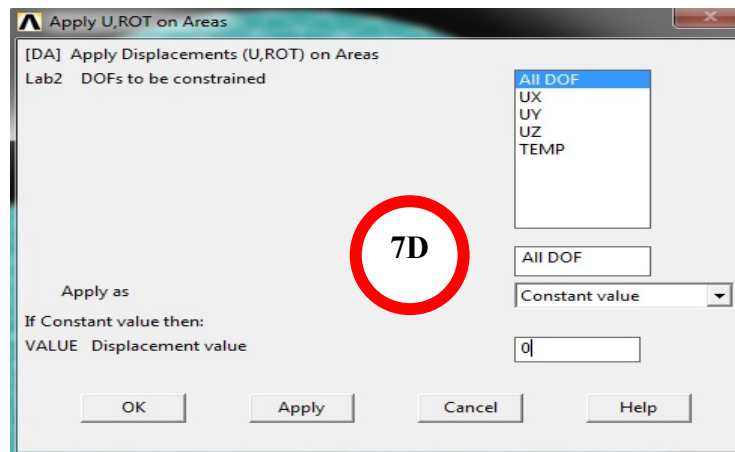 Apply U,ROT on Areas
[DA] Apply Displacements (U,ROT) on Areas
Lab2 DOFs to be constrained
All DOF
UX
UY
UZ
TEMP
7D
All DOF
Apply as
Constant value
If Constant value then:
VALUE Displacement value
0
OK Apply Cancel Help